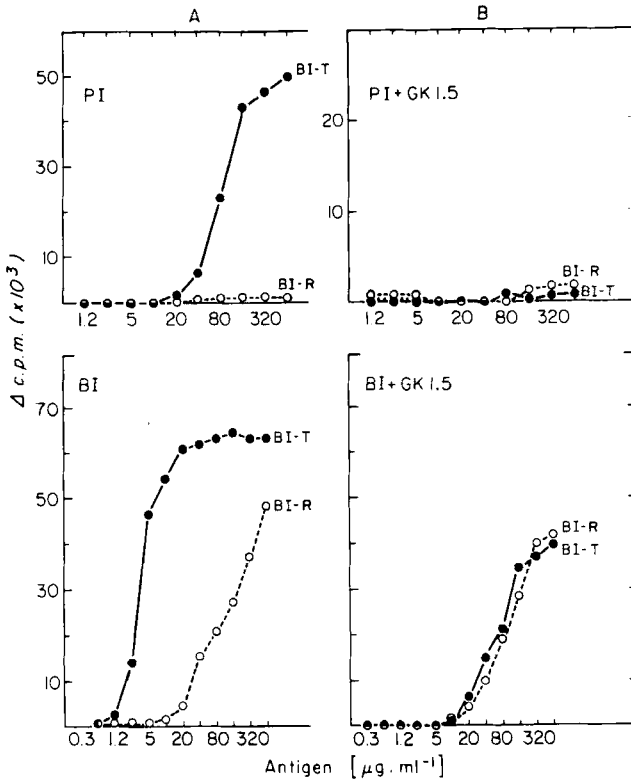 A
B
PI
BI-T
BI-R
50
30
10
1.2
5
20
80
320
PI + GK 1.5
BI-R
BI-T
20
10
1.2
5
20
80
320
Δ c.p.m. (x10³)
BI
BI-T
BI-R
70
50
30
10
0.3
1.2
5
20
80
320
BI + GK 1.5
BI-R
BI-T
0.3
1.2
5
20
80
320
Antigen [μg.ml⁻¹]